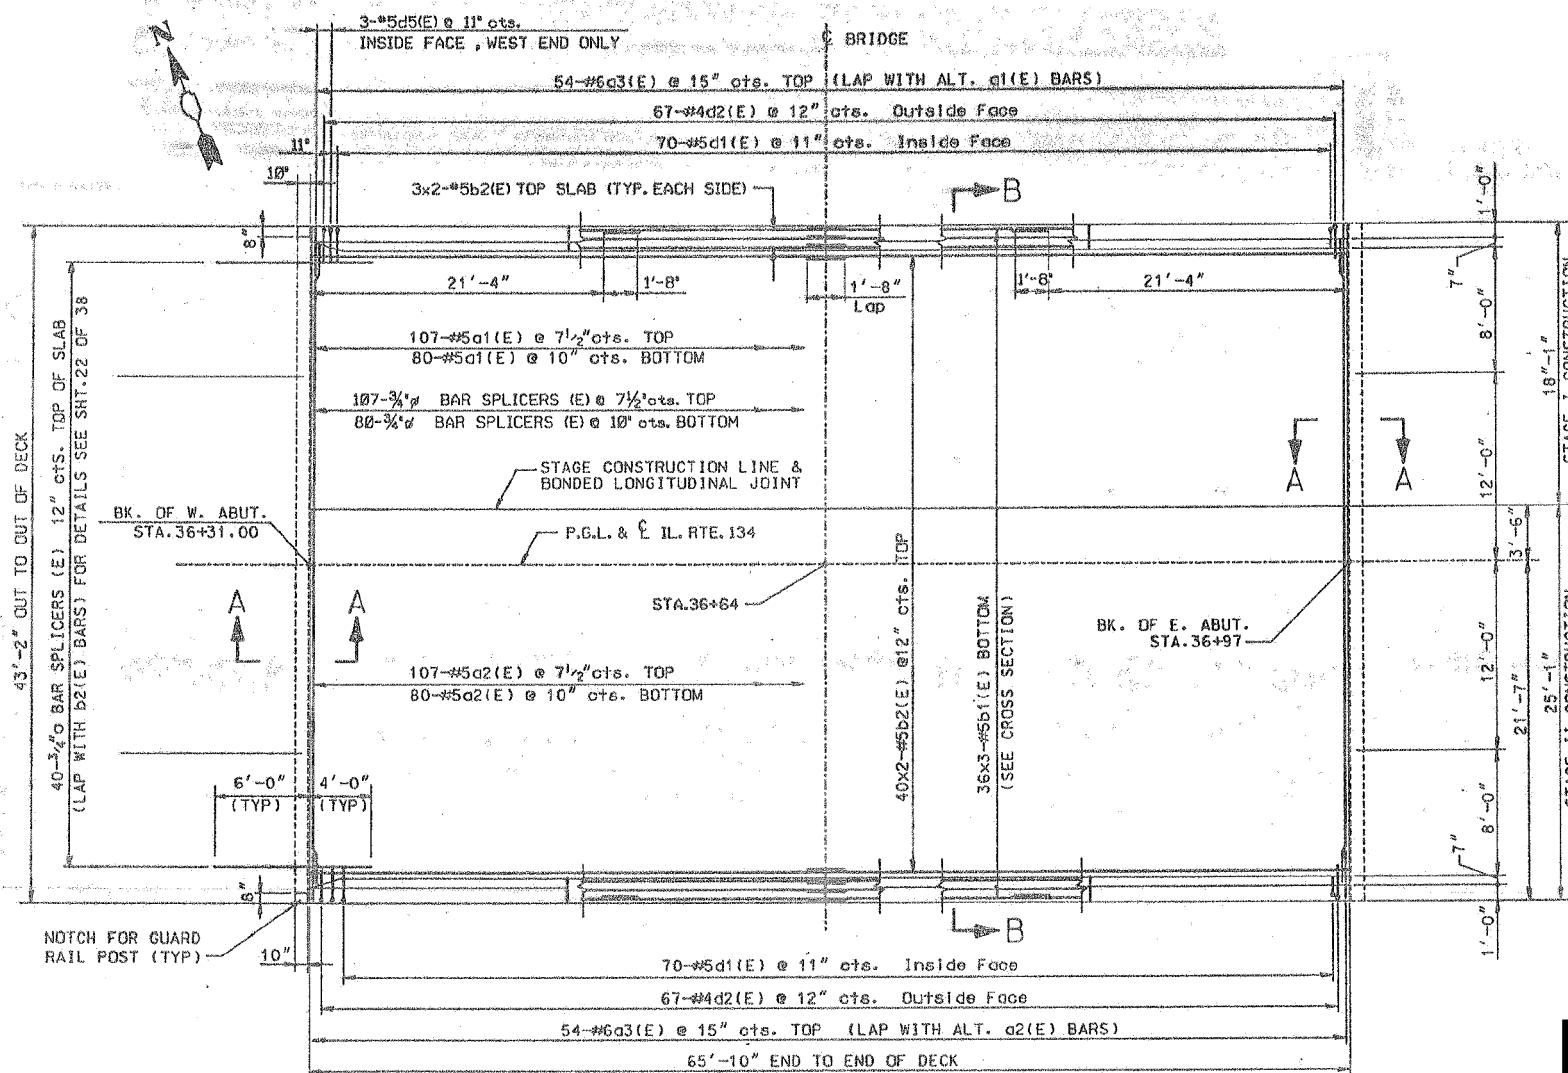 N
3-#5d5(E) @ 11" cts.
INSIDE FACE , WEST END ONLY
℄ BRIDGE
54-#6a3(E) @ 15" cts. TOP (LAP WITH ALT. a1(E) BARS)
67-#4d2(E) @ 12" cts. Outside Face
70-#5d1(E) @ 11" cts. Inside Face
11"
10"
3x2-#5b2(E) TOP SLAB (TYP. EACH SIDE)
B
8"
1'-0"
7"
21'-4"
1'-8"
1'-8"
Lap
1'-8"
21'-4"
8'-0"
107-#5a1(E) @ 7½" cts. TOP
80-#5a1(E) @ 10" cts. BOTTOM
107-¾"ø BAR SPLICERS (E) @ 7½" cts. TOP
80-¾"ø BAR SPLICERS (E) @ 10" cts. BOTTOM
18"-1"
STAGE I CONSTRUCTION
12'-0"
A
A
STAGE CONSTRUCTION LINE &
BONDED LONGITUDINAL JOINT
BK. OF W. ABUT.
STA.36+31.00
P.G.L. & ℄ IL. RTE. 134
3'-6"
STA.36+64
BK. OF E. ABUT.
STA.36+97
A
A
43'-2" OUT TO OUT OF DECK
40-¾"ø BAR SPLICERS (E) 12" cts. TOP OF SLAB
(LAP WITH b2(E) BARS) FOR DETAILS SEE SHT.22 OF 38
107-#5a2(E) @ 7½" cts. TOP
80-#5a2(E) @ 10" cts. BOTTOM
40x2-#5b2(E) @12" cts. TOP
36x3-#5b1(E) BOTTOM
(SEE CROSS SECTION)
12'-0"
21'-7"
25'-1"
STAGE II CONSTRUCTION
6'-0"
(TYP)
4'-0"
(TYP)
8'-0"
7"
8"
1'-0"
NOTCH FOR GUARD
RAIL POST (TYP)
10"
B
70-#5d1(E) @ 11" cts. Inside Face
67-#4d2(E) @ 12" cts. Outside Face
54-#6a3(E) @ 15" cts. TOP (LAP WITH ALT. a2(E) BARS)
65'-10" END TO END OF DECK